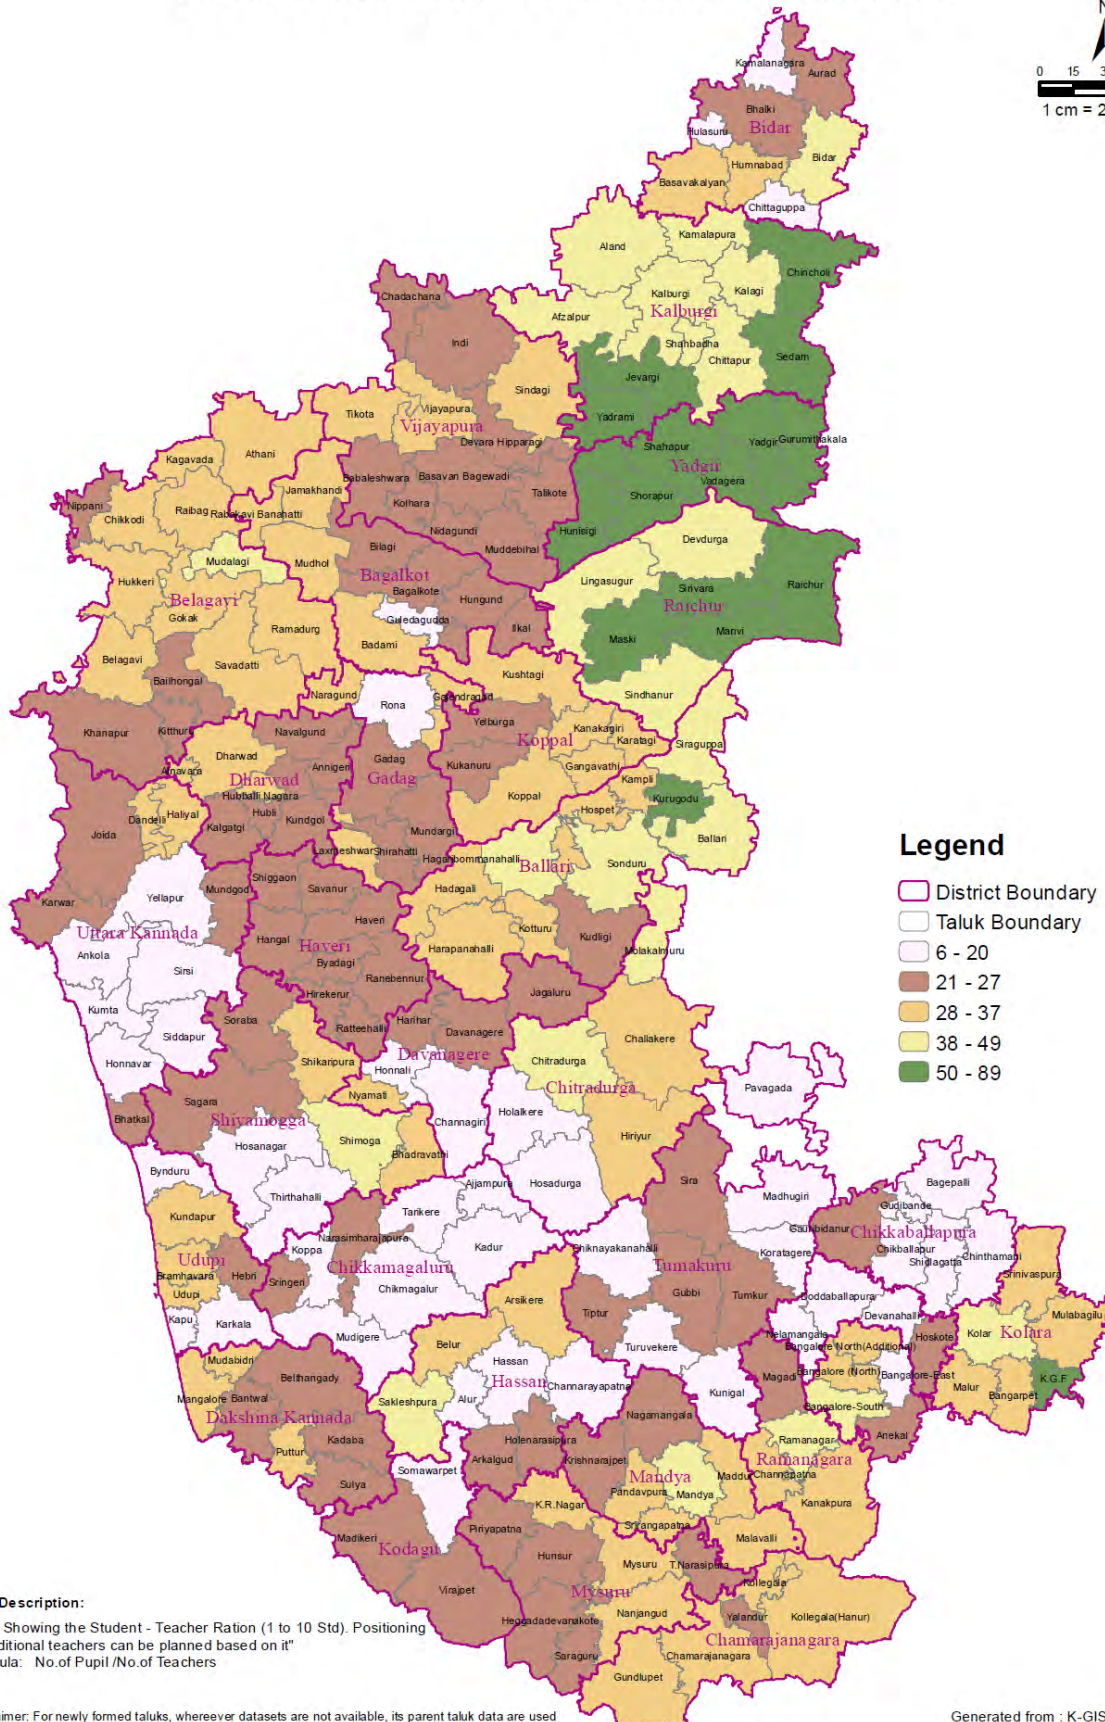 N
0 15 3
1 cm = 2
Kamalanagara
Aurad
Bhalki
Bidar
Hulasuru
Bidar
Humnabad
Basavakalyan
Chittaguppa
Kamalapura
Aland
Chincholi
Kalburgi
Kalagi
Chadachana
Afzalpur
Kalburgi
Shahbadha
Indi
Chittapur
Sedam
Jevargi
Sindagi
Tikota
Vijayapura
Yadrami
Vijayapura
Devara Hipparagi
Shahapur
Yadgir
Gurumithakala
Kagavada
Athani
Yadgir
Babaleshwara
Basavan Bagewadi
Vadagera
Jamakhandi
Talikote
Shorapur
Nippani
Kolhara
Raibag
Rabakavi Banahatti
Chikkodi
Nidagundi
Hunisigi
Devdurga
Bilagi
Muddebihal
Mudalagi
Mudhol
Bagalkot
Hukkeri
Lingasugur
Raichur
Bagalkote
Sirivara
Belagavi
Hungund
Raichur
Gokak
Guledagudda
Ramadurg
Ilkal
Manvi
Badami
Maski
Belagavi
Savadatti
Kushtagi
Bailhongal
Naragund
Gajendragad
Sindhanur
Rona
Khanapur
Kitthur
Navalgund
Yelburga
Kanakagiri
Koppal
Karatagi
Siraguppa
Dharwad
Gadag
Kukanuru
Gangavathi
Alnavara
Annigeri
Dharwad
Gadag
Kampli
Hubballi Nagara
Koppal
Kurugodu
Dandeli
Haliyal
Hubli
Hospet
Joida
Kalgatgi
Kundgol
Mundargi
Ballari
Laxmeshwar
Shirahatti
Hagaribommanahalli
Ballari
Sonduru
Shiggaon
Savanur
Hadagali
Yellapur
Mundgod
Karwar
Haveri
Kotturu
Uttara Kannada
Hangal
Haveri
Kudligi
Ankola
Byadagi
Harapanahalli
Molakalmuru
Sirsi
Ranebennur
Hirekerur
Jagaluru
Kumta
Soraba
Ratteehalli
Harihar
Davanagere
Siddapur
Challakere
Honnavar
Davanagere
Chitradurga
Shikaripura
Honnali
Chitradurga
Pavagada
Nyamati
Sagara
Bhatkal
Shivamogga
Channagiri
Holalkere
Hosanagar
Shimoga
Hiriyur
Bhadravathi
Bynduru
Ajjampura
Hosadurga
Sira
Bagepalli
Thirthahalli
Madhugiri
Gudibande
Tarikere
Kundapur
Gauribidanur
Chikkaballapura
Narasimharajapura
Koppa
Kadur
Chiknayakanahalli
Koratagere
Chikballapur
Chinthamani
Udupi
Chikkamagaluru
Tumakuru
Shidlagatta
Srinivaspura
Bramhavara
Hebri
Sringeri
Chikmagalur
Gubbi
Tumkur
Doddaballapura
Udupi
Arsikere
Tiptur
Devanahalli
Mulabagilu
Kapu
Karkala
Mudigere
Nelamangala
Hoskote
Kolar
Kolara
Belur
Turuvekere
Bangalore North(Additional)
Mudabidri
Hassan
Bangalore (North)
Bangalore-East
K.G.F
Belthangady
Hassan
Channarayapatna
Kunigal
Magadi
Malur
Bangarpet
Mangalore
Bantwal
Sakleshpura
Alur
Bangalore-South
Dakshina Kannada
Nagamangala
Kadaba
Holenarasipura
Ramanagar
Anekal
Puttur
Arkalgud
Krishnarajpet
Ramanagara
Somawarpet
Mandya
Maddur
Channapatna
Sulya
Pandavpura
Mandya
Kanakpura
K.R.Nagar
Srirangapatna
Madikeri
Piriyapatna
Malavalli
Kodagu
Hunsur
Mysuru
T.Narasipura
Kollegala
Virajpet
Mysuru
Nanjangud
Heggadadevanakote
Yalandur
Kollegala(Hanur)
Chamarajanagara
Saraguru
Chamarajanagara
Gundlupet
Legend
District Boundary
Taluk Boundary
6 - 20
21 - 27
28 - 37
38 - 49
50 - 89
Description:
Showing the Student - Teacher Ration (1 to 10 Std). Positioning
ditional teachers can be planned based on it"
ula: No.of Pupil /No.of Teachers
imer: For newly formed taluks, whereever datasets are not available, its parent taluk data are used
Generated from : K-GIS